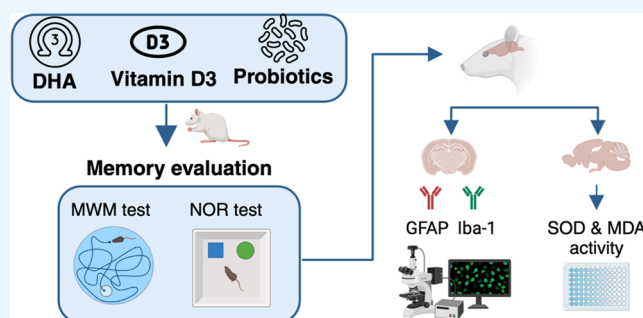 3
D3
DHA
Vitamin D3
Probiotics
Memory evaluation
MWM test
NOR test
GFAP
Iba-1
SOD & MDA
activity